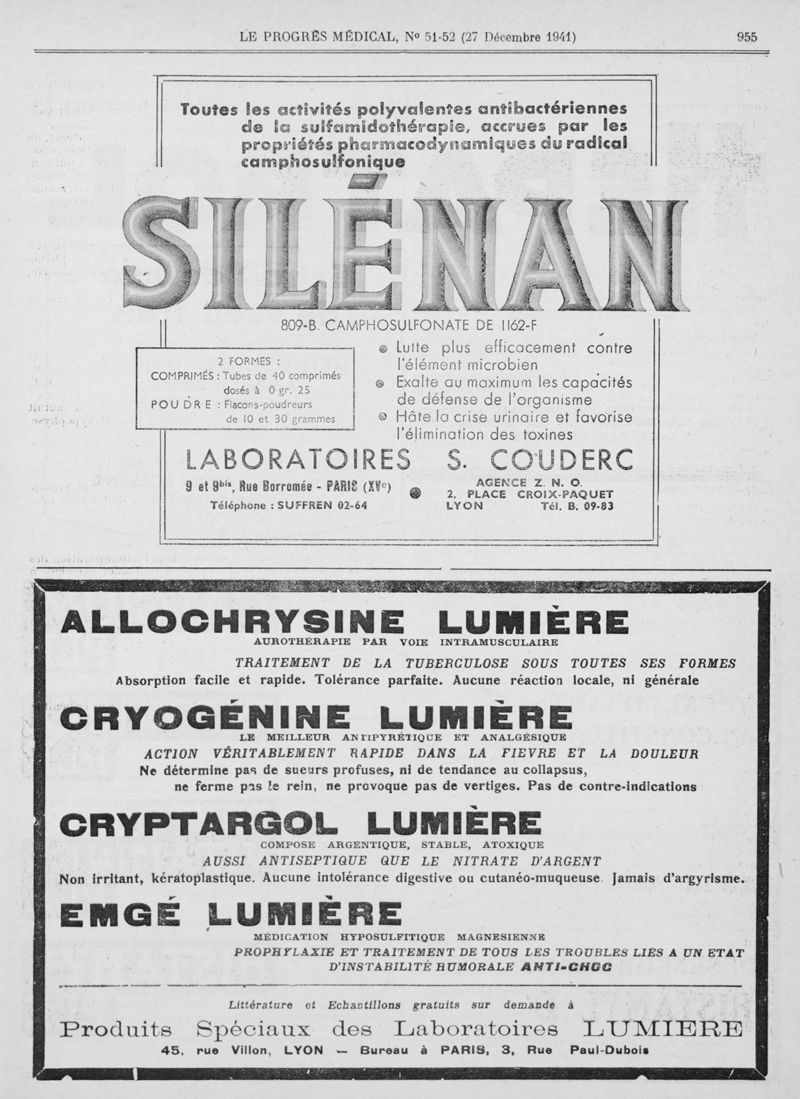 LE PROGRÈS MÉDICAL, No 51-52 (27 Décembre 1941) 955
Toutes les activités polyvalentes antibactériennes
de la sulfamidothérapie, accrues par les
propriétés pharmacodynamiques du radical
camphosulfonique
SILÉNAN
809-B. CAMPHOSULFONATE DE 1162-F
2 FORMES :
COMPRIMÉS : Tubes de 40 comprimés
dosés à 0 gr. 25
POUDRE : Flacons-poudreurs
de 10 et 30 grammes
Lutte plus efficacement contre
l'élément microbien
Exalte au maximum les capacités
de défense de l'organisme
Hâte la crise urinaire et favorise
l'élimination des toxines
LABORATOIRES S. COUDERC
9 et 9bis, Rue Borromée - PARIS (XVe)
Téléphone : SUFFREN 02-64
AGENCE Z. N. O.
2, PLACE CROIX-PAQUET
LYON Tél. B. 09-83
ALLOCHRYSINE LUMIÈRE
AUROTHÉRAPIE PAR VOIE INTRAMUSCULAIRE
TRAITEMENT DE LA TUBERCULOSE SOUS TOUTES SES FORMES
Absorption facile et rapide. Tolérance parfaite. Aucune réaction locale, ni générale
CRYOGÉNINE LUMIÈRE
LE MEILLEUR ANTIPYRÉTIQUE ET ANALGÉSIQUE
ACTION VÉRITABLEMENT RAPIDE DANS LA FIEVRE ET LA DOULEUR
Ne détermine pas de sueurs profuses, ni de tendance au collapsus,
ne ferme pas le rein, ne provoque pas de vertiges. Pas de contre-indications
CRYPTARGOL LUMIÈRE
COMPOSE ARGENTIQUE, STABLE, ATOXIQUE
AUSSI ANTISEPTIQUE QUE LE NITRATE D'ARGENT
Non irritant, kératoplastique. Aucune intolérance digestive ou cutanéo-muqueuse. Jamais d'argyrisme.
EMGÉ LUMIÈRE
MÉDICATION HYPOSULFITIQUE MAGNESIENNE
PROPHYLAXIE ET TRAITEMENT DE TOUS LES TROUBLES LIES A UN ETAT
D'INSTABILITÉ HUMORALE ANTI-CHOC
Littérature et Echantillons gratuits sur demande à
Produits Spéciaux des Laboratoires LUMIERE
45, rue Villon, LYON — Bureau à PARIS, 3, Rue Paul-Dubois